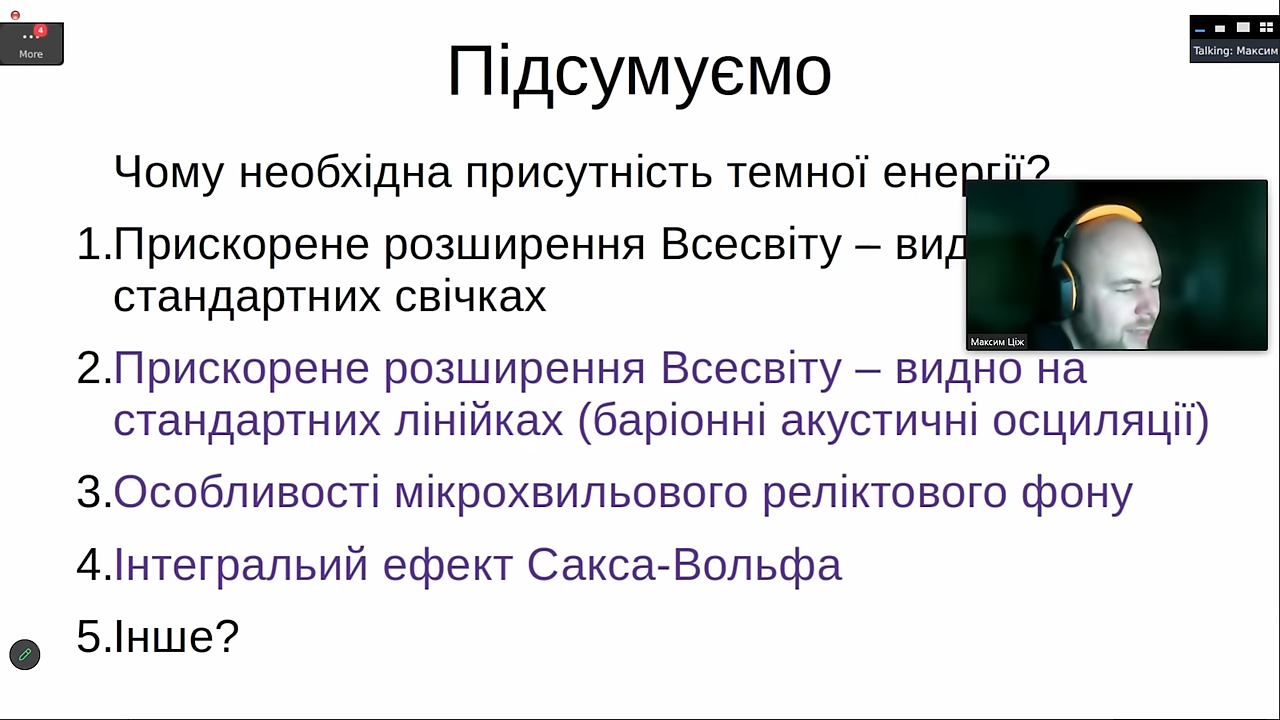 4
More
Talking: Максим
Підсумуємо
Чому необхідна присутність темної енергії?
1.Прискорене розширення Всесвіту –
стандартних свічках
Максим Ціж
2.Прискорене розширення Всесвіту – видно на
стандартних лінійках (баріонні акустичні осциляції)
3.Особливості мікрохвильового реліктового фону
4.Інтегральий ефект Сакса-Вольфа
5.Інше?